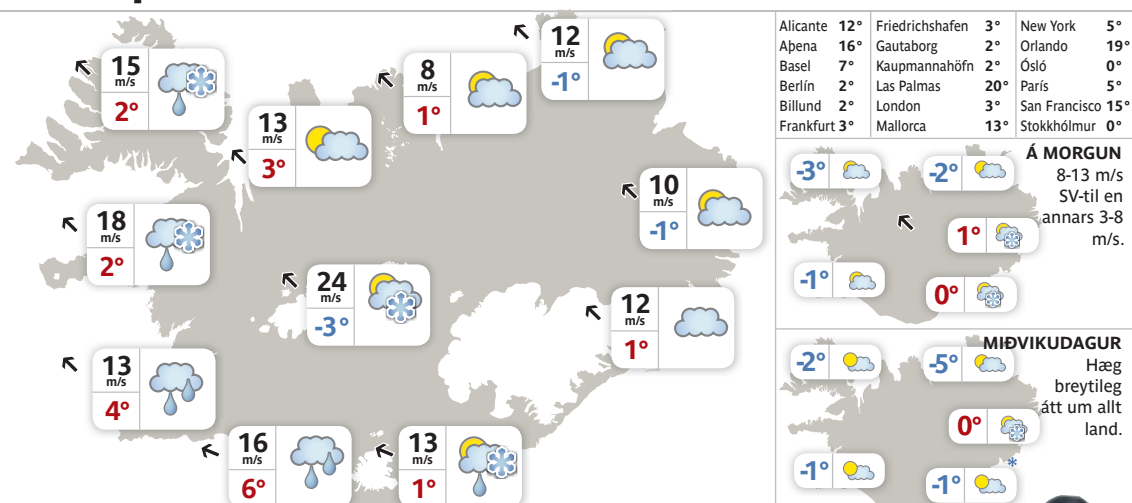 15
m/s
2°
13
m/s
3°
8
m/s
1°
12
m/s
-1°
18
m/s
2°
10
m/s
-1°
24
m/s
-3°
12
m/s
1°
13
m/s
4°
16
m/s
6°
13
m/s
1°
Alicante 12°
Aþena 16°
Basel 7°
Berlín 2°
Billund 2°
Frankfurt 3°
Friedrichshafen 3°
Gautaborg 2°
Kaupmannahöfn 2°
Las Palmas 20°
London 3°
Mallorca 13°
New York 5°
Orlando 19°
Ósló 0°
París 5°
San Francisco 15°
Stokkhólmur 0°
Á MORGUN
8-13 m/s
SV-til en
annars 3-8
m/s.
-3°
-2°
1°
-1°
0°
MIÐVIKUDAGUR
Hæg
breytileg
átt um allt
land.
-2°
-5°
0°
-1°
-1°